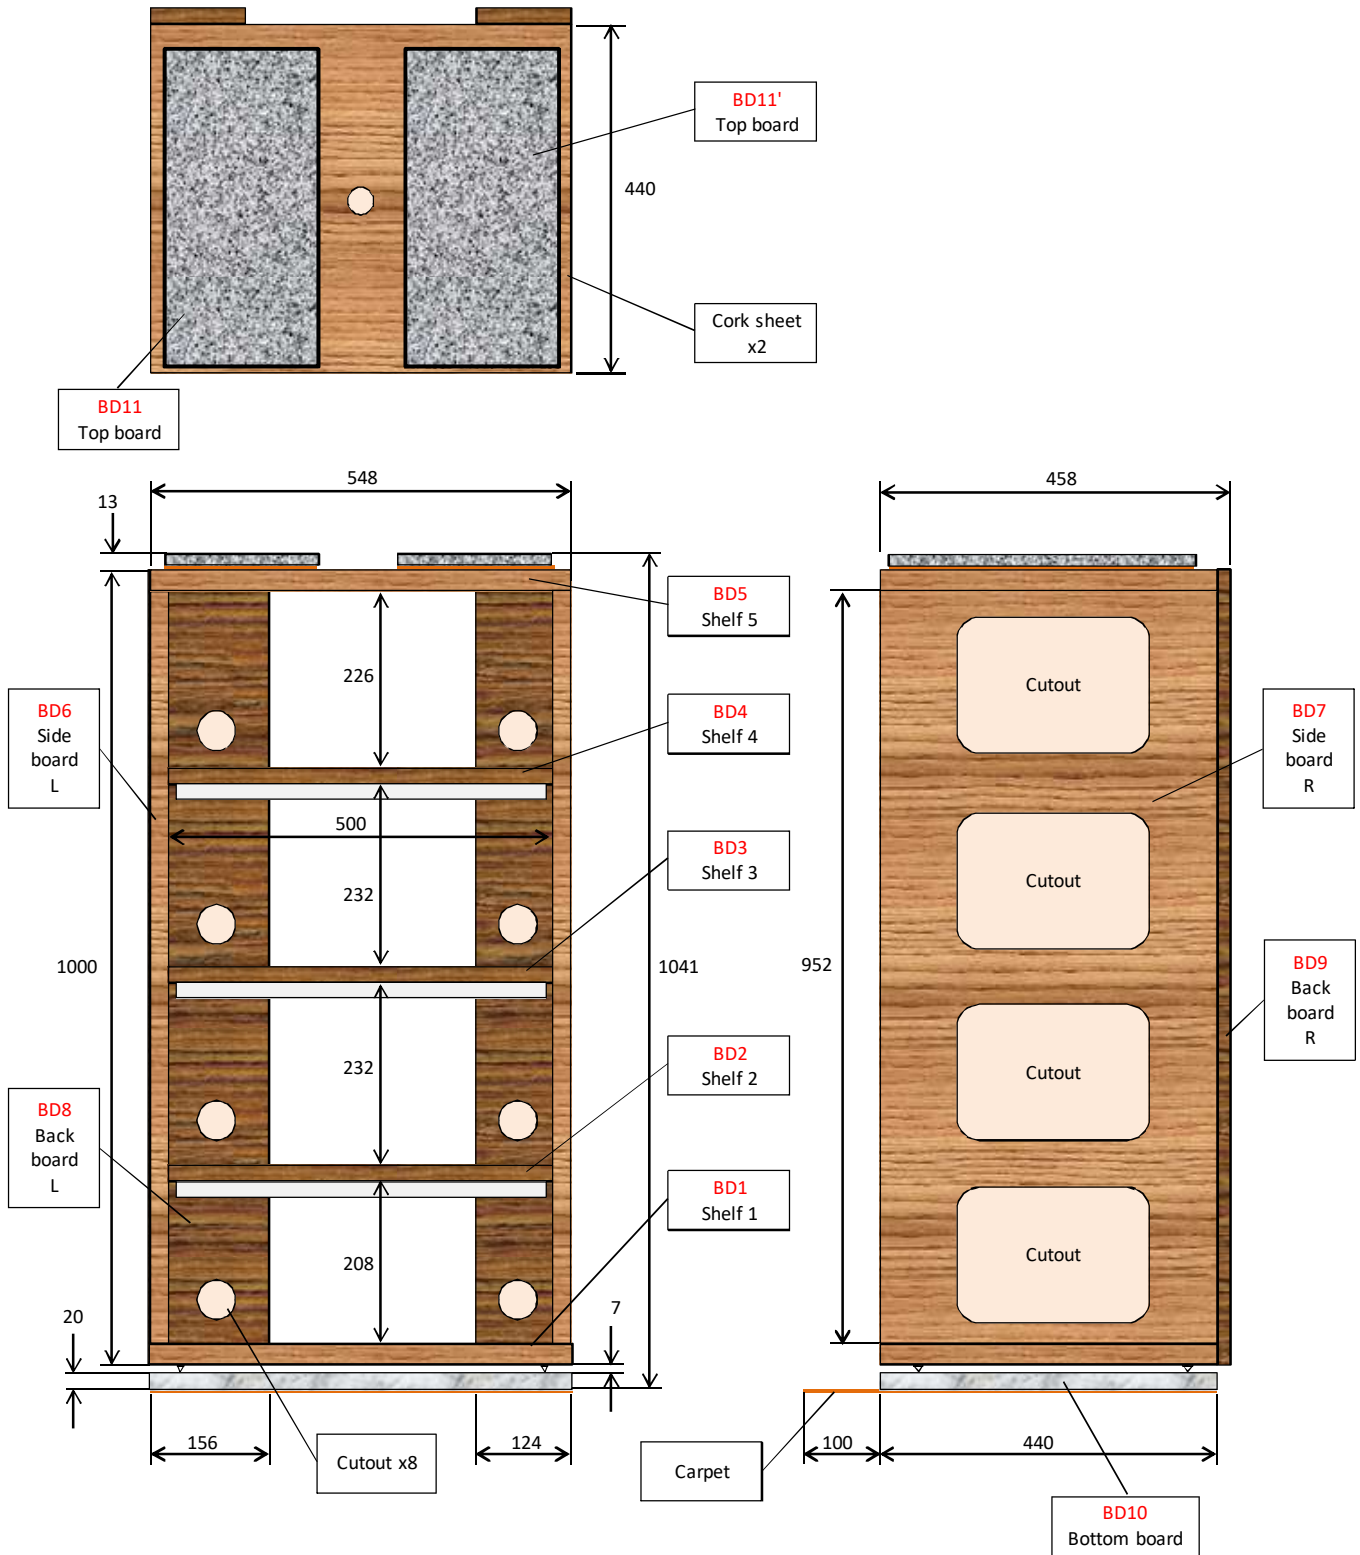 BD11'
Top board
440
Cork sheet
x2
BD11
Top board
548
458
13
BD5
Shelf 5
226
Cutout
BD6
Side
board
L
BD4
Shelf 4
BD7
Side
board
R
500
BD3
Shelf 3
232
Cutout
1000
1041
952
BD9
Back
board
R
232
BD2
Shelf 2
Cutout
BD8
Back
board
L
BD1
Shelf 1
208
Cutout
20
7
156
124
Cutout x8
Carpet
100
440
BD10
Bottom board